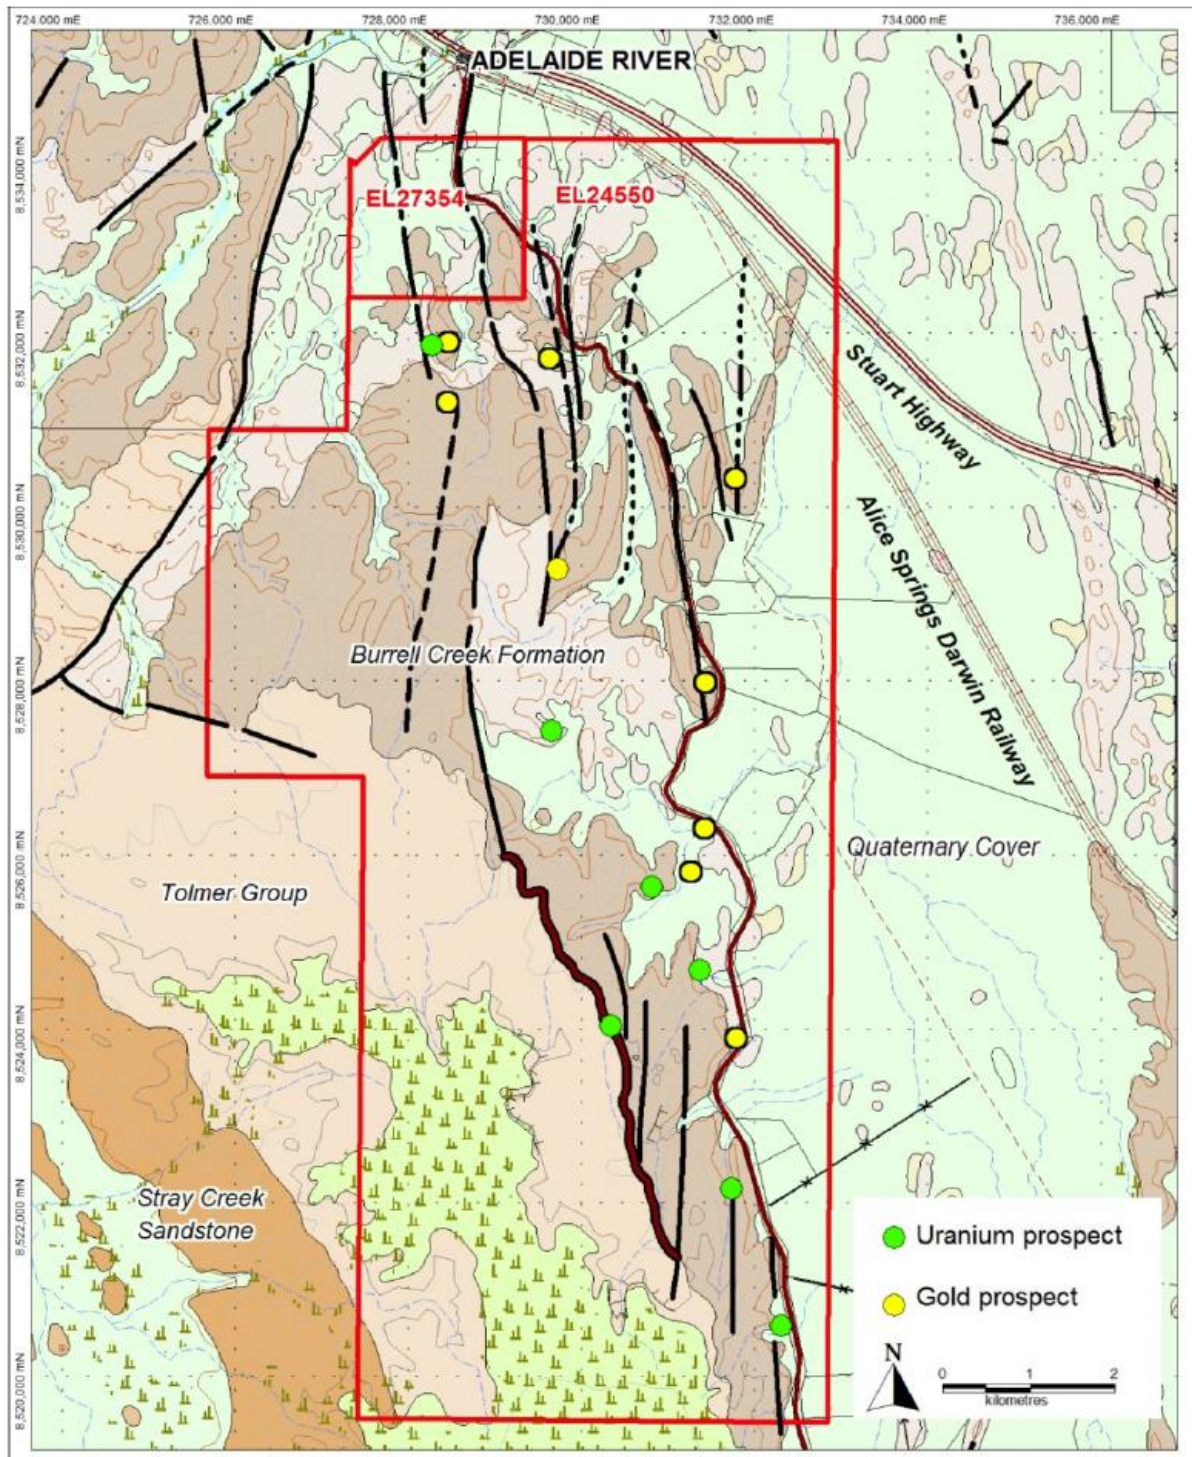 724,000 mE
726,000 mE
728,000 mE
730,000 mE
732,000 mE
734,000 mE
736,000 mE
ADELAIDE RIVER
8,534,000 mN
EL27354
EL24550
8,532,000 mN
Stuart Highway
8,530,000 mN
Alice Springs Darwin Railway
Burrell Creek Formation
8,528,000 mN
Quaternary Cover
8,526,000 mN
Tolmer Group
8,524,000 mN
Stray Creek
Sandstone
8,522,000 mN
Uranium prospect
Gold prospect
N
0 1 2
kilometres
8,520,000 mN